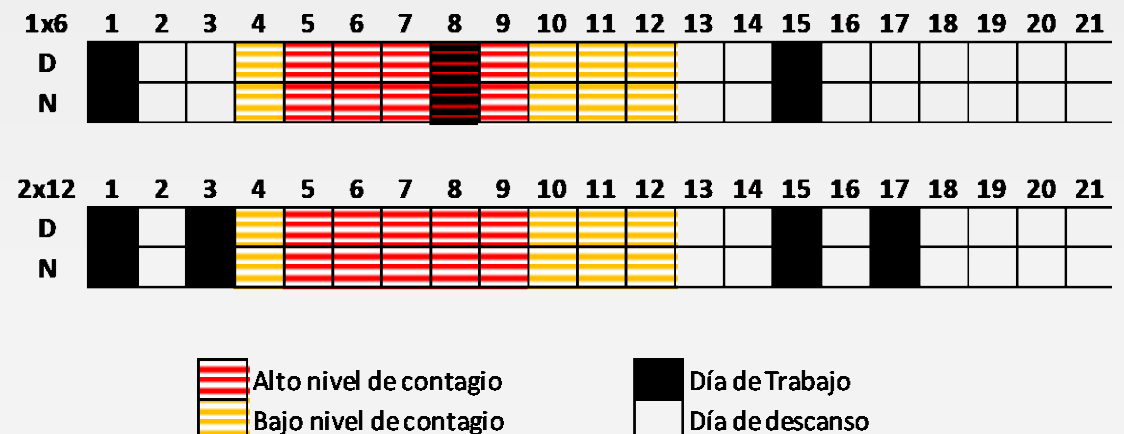 1x6 1 2 3 4 5 6 7 8 9 10 11 12 13 14 15 16 17 18 19 20 21
D
N
2x12 1 2 3 4 5 6 7 8 9 10 11 12 13 14 15 16 17 18 19 20 21
D
N
Alto nivel de contagio Día de Trabajo
Bajo nivel de contagio Día de descanso